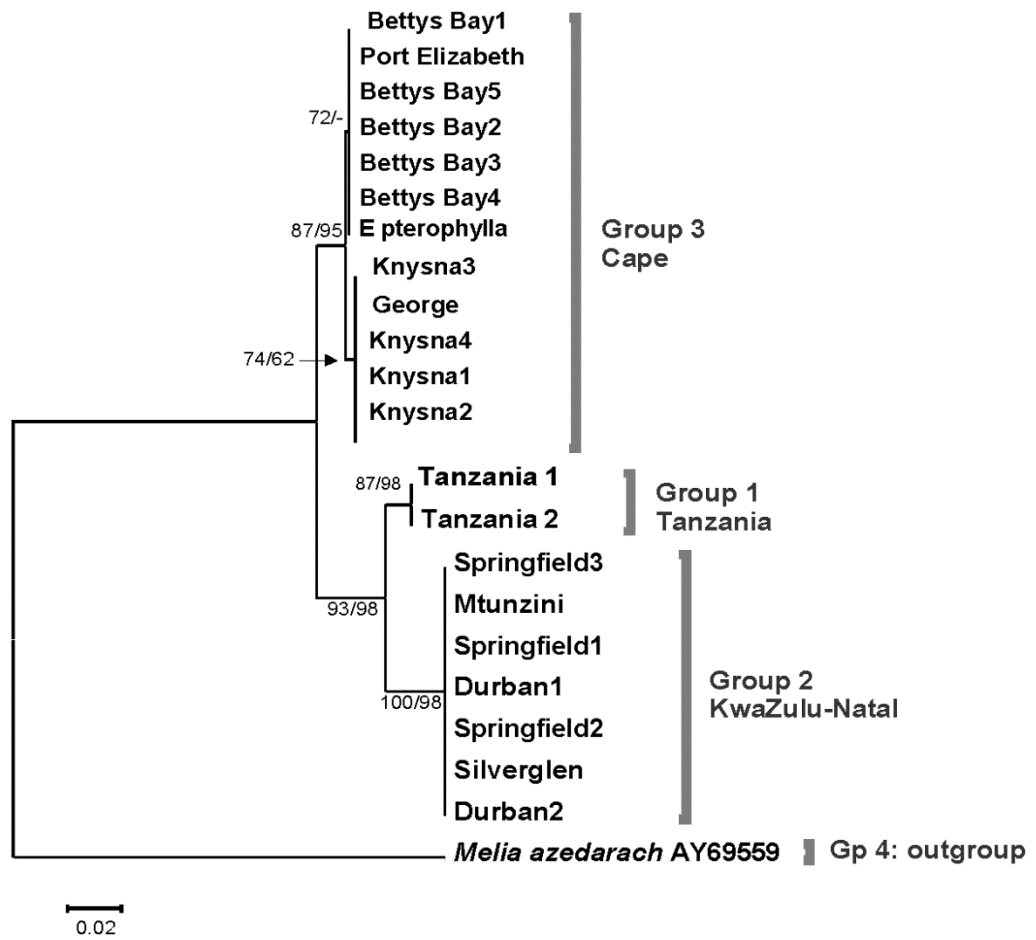 Bettys Bay1
Port Elizabeth
Bettys Bay5
72/-
Bettys Bay2
Bettys Bay3
Bettys Bay4
87/95
E pterophylla
Group 3
Cape
Knysna3
George
Knysna4
74/62
Knysna1
Knysna2
87/98
Tanzania 1
Tanzania 2
Group 1
Tanzania
Springfield3
93/98
Mtunzini
Springfield1
100/98
Durban1
Group 2
KwaZulu-Natal
Springfield2
Silverglen
Durban2
Melia azedarach AY69559
Gp 4: outgroup
0.02